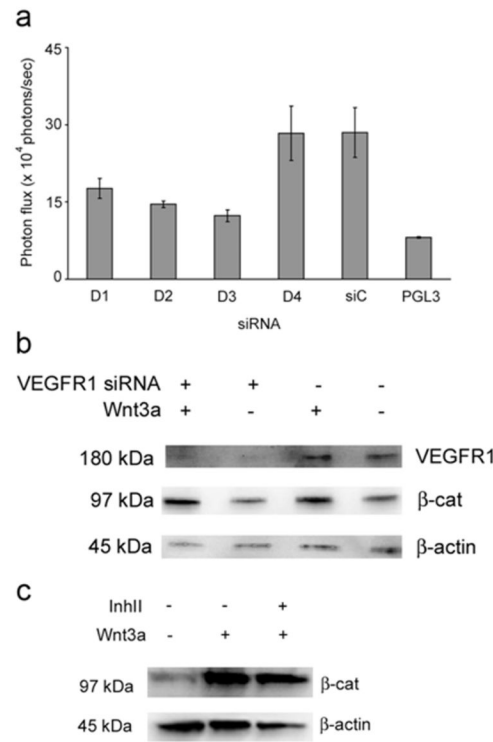 a
Photon flux (x 10⁴ photons/sec)
45
30
15
0
D1 D2 D3 D4 siC PGL3
siRNA
b
VEGFR1 siRNA + + - -
Wnt3a + - + -
180 kDa VEGFR1
97 kDa β-cat
45 kDa β-actin
c
InhII - - +
Wnt3a - + +
97 kDa β-cat
45 kDa β-actin